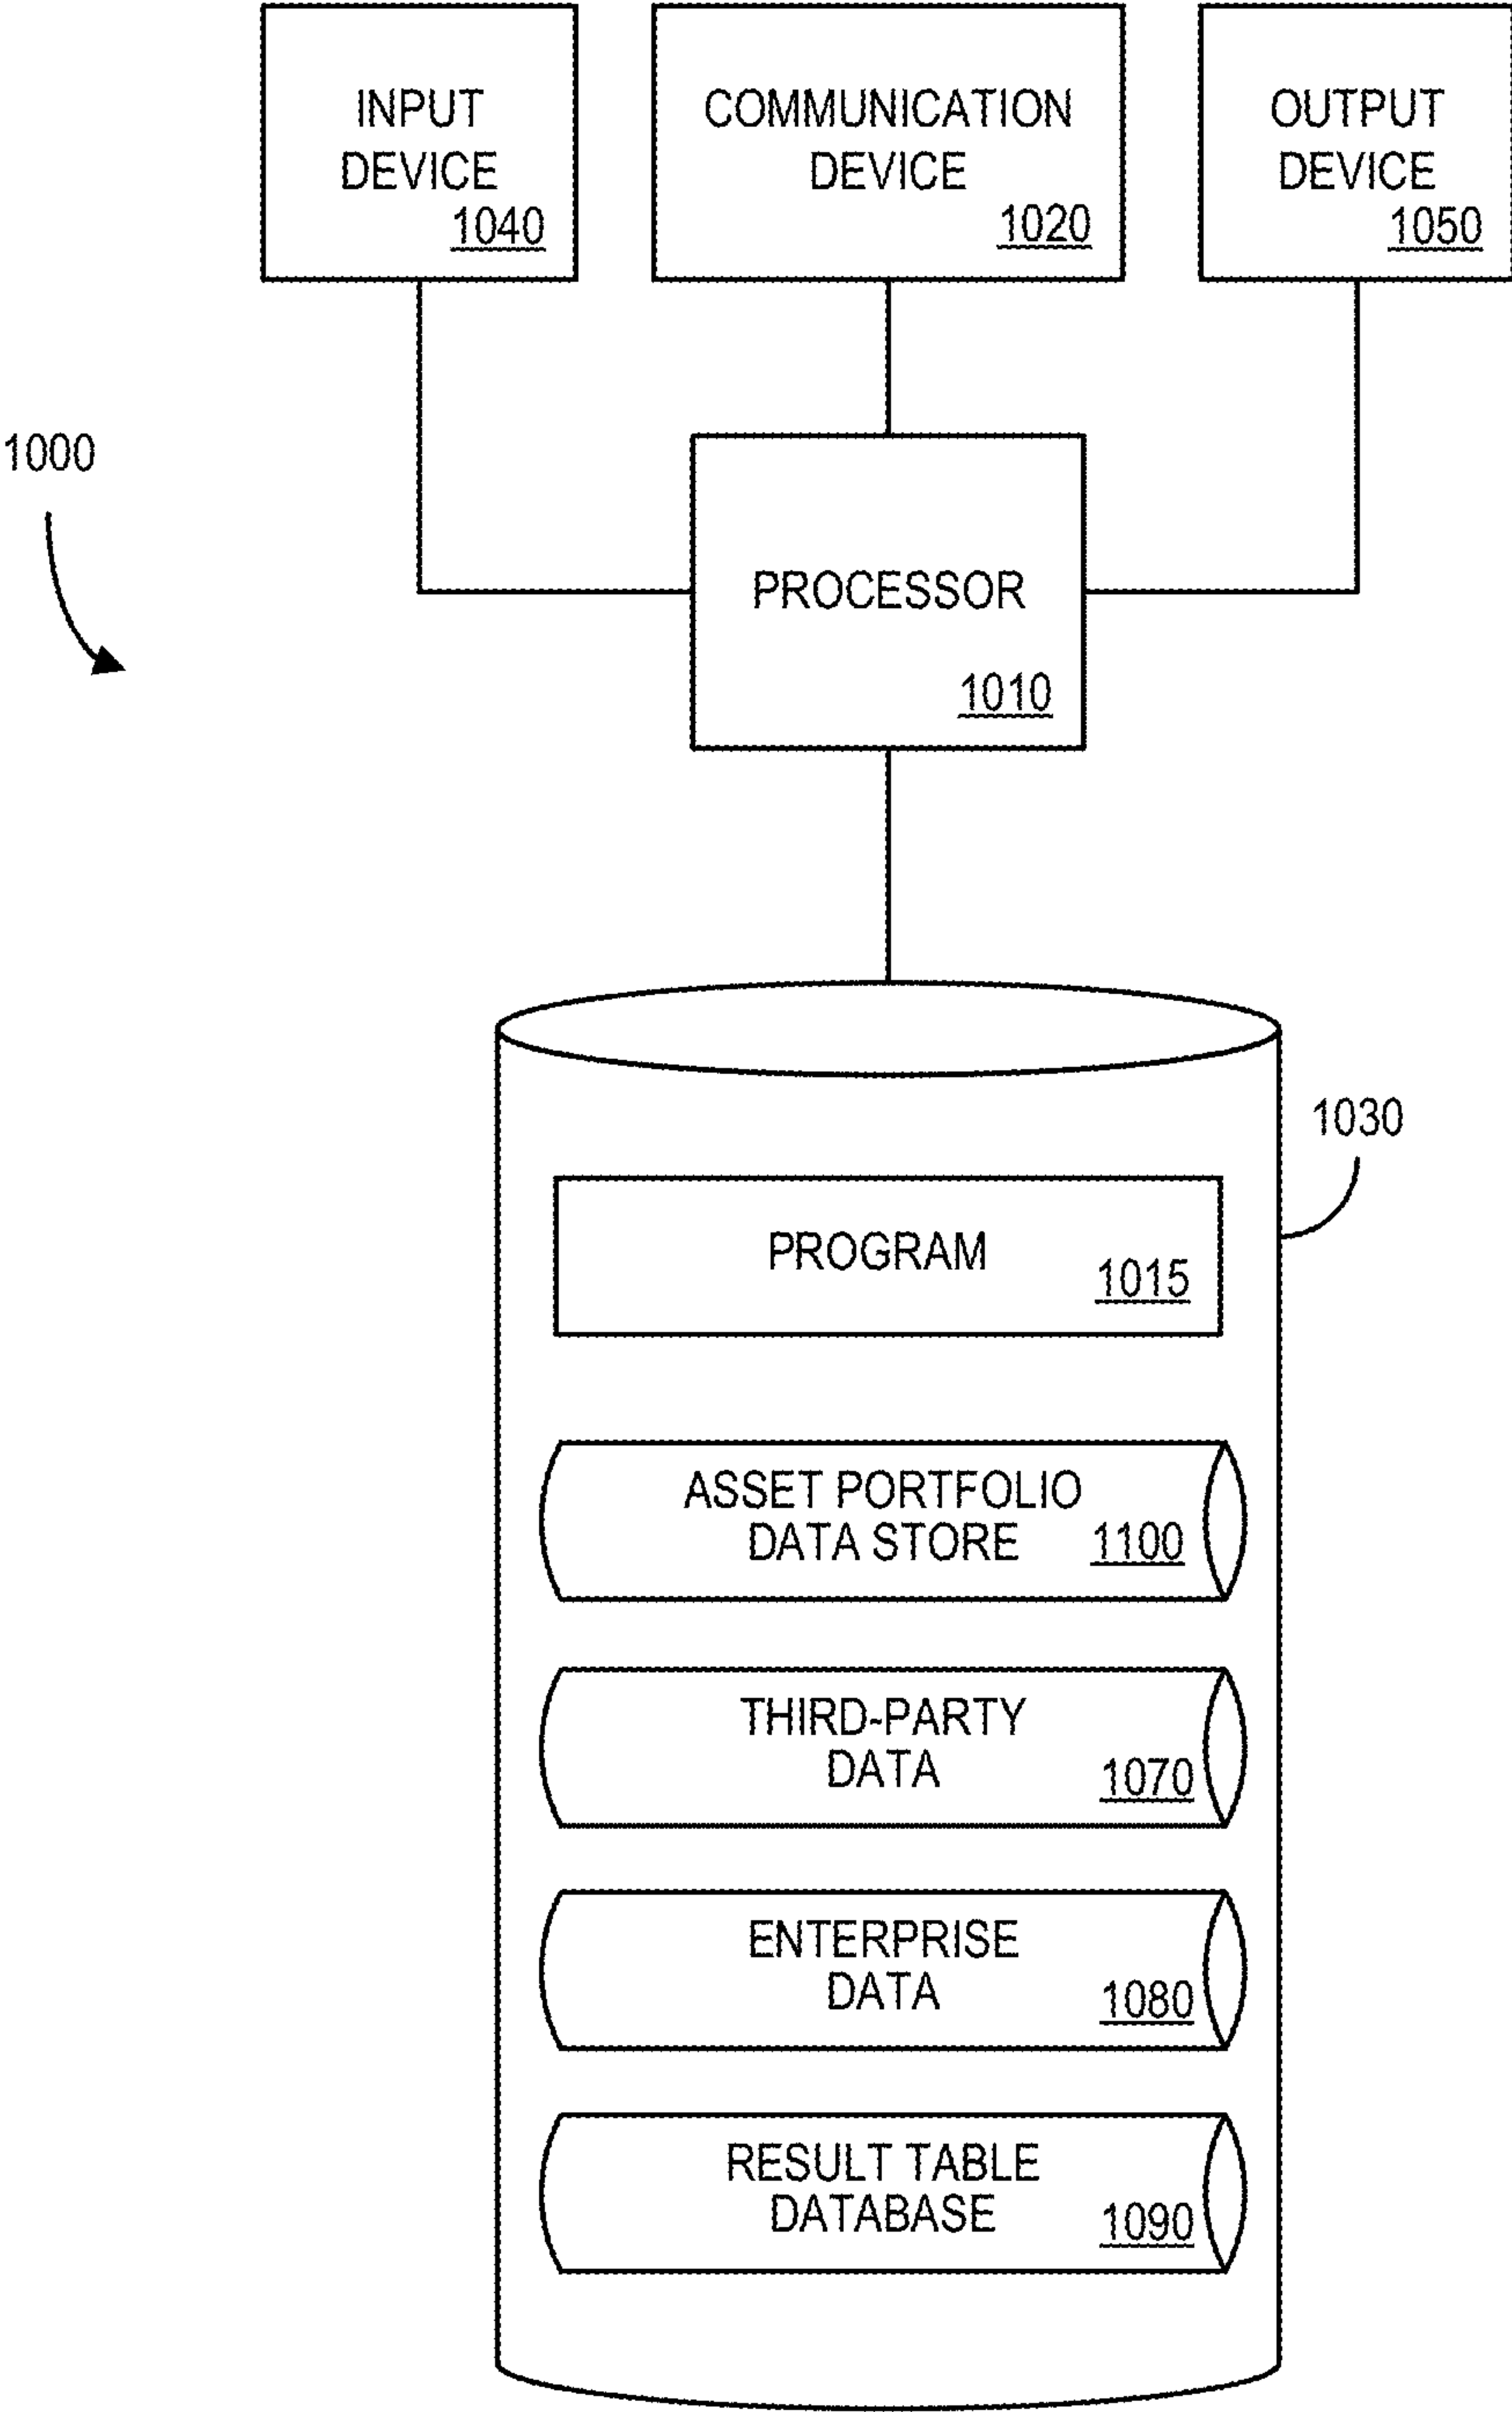 INPUT
DEVICE
1040
COMMUNICATION
DEVICE
1020
OUTPUT
DEVICE
1050
1000
PROCESSOR
1010
1030
PROGRAM
1015
ASSET PORTFOLIO
DATA STORE
1100
THIRD-PARTY
DATA
1070
ENTERPRISE
DATA
1080
RESULT TABLE
DATABASE
1090